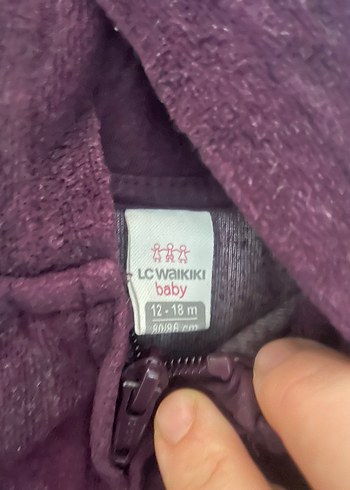 LC WAIKIKI
baby
12 - 18 m
80/86 cm